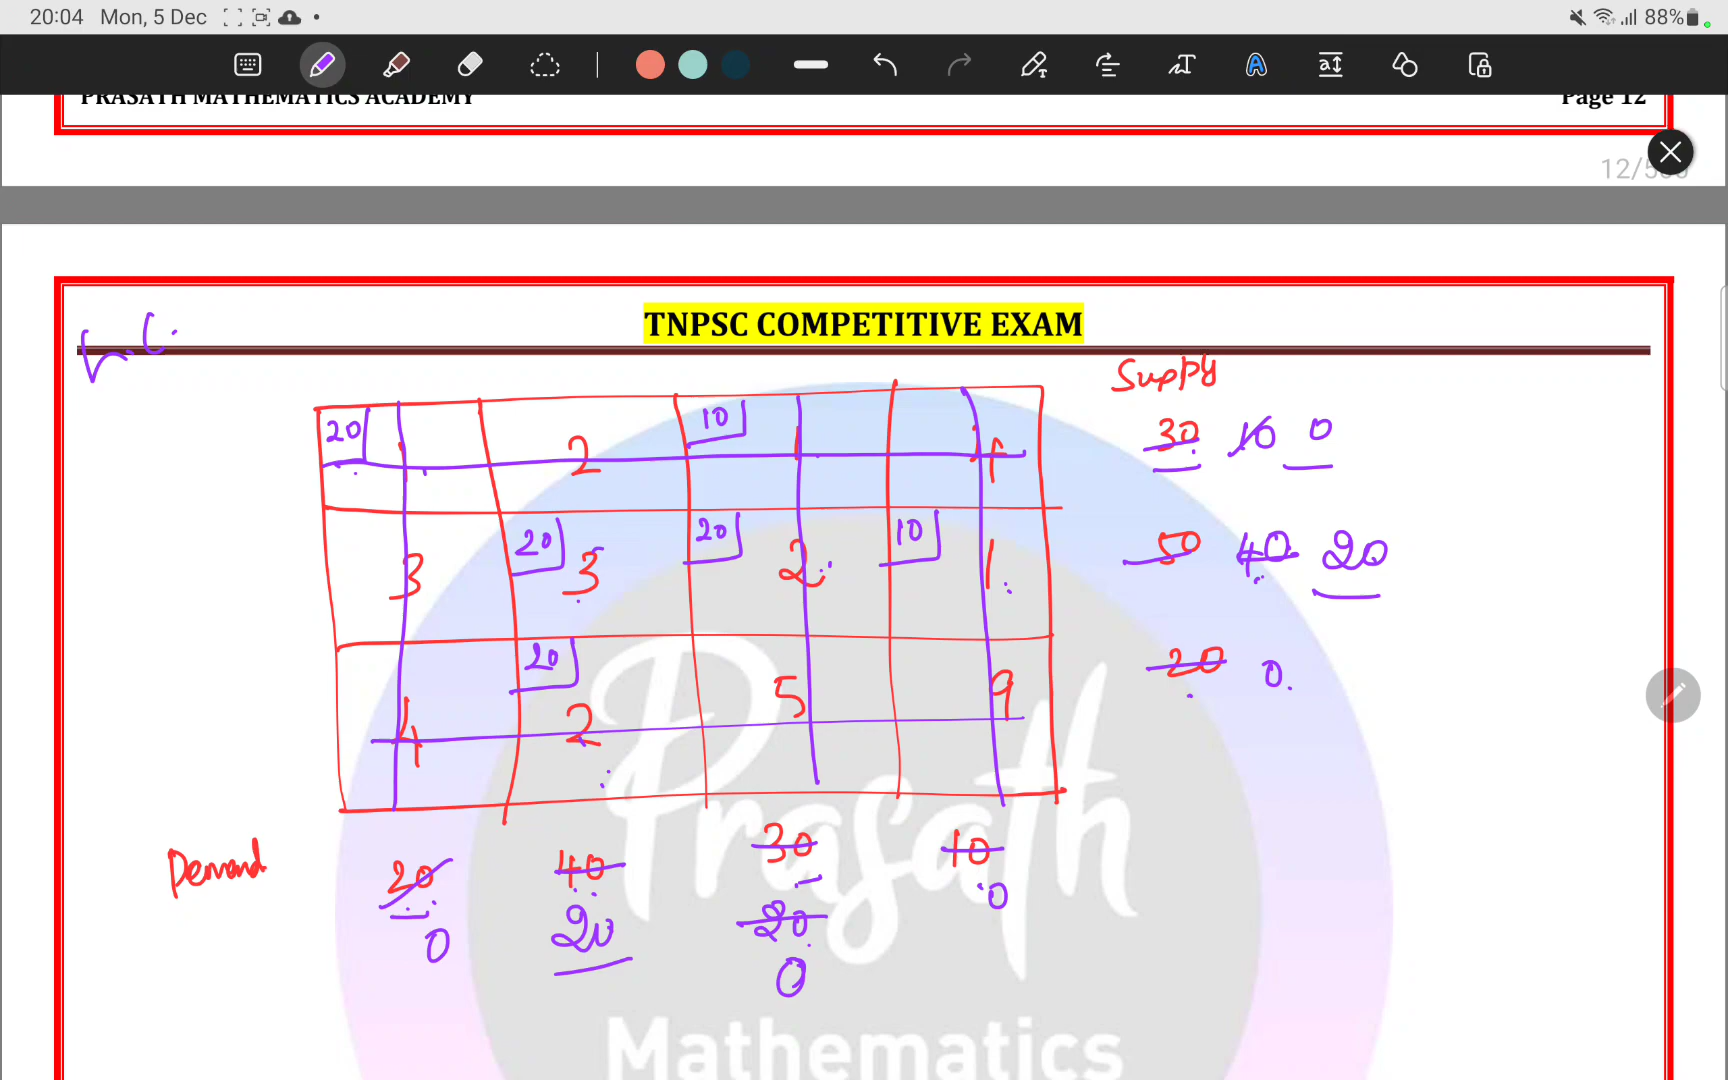 20:04 Mon, 5 Dec
88%
PRASATH MATHEMATICS ACADEMY Page 12
TNPSC COMPETITIVE EXAM
Supply
20 1 2 10 1 4 30 10 0
3 20 3 20 2 10 1 50 40 20
4 20 2 5 9 20 0
Demand 20 40 30 10
0 20 20 0
0
Prasath
Mathematics